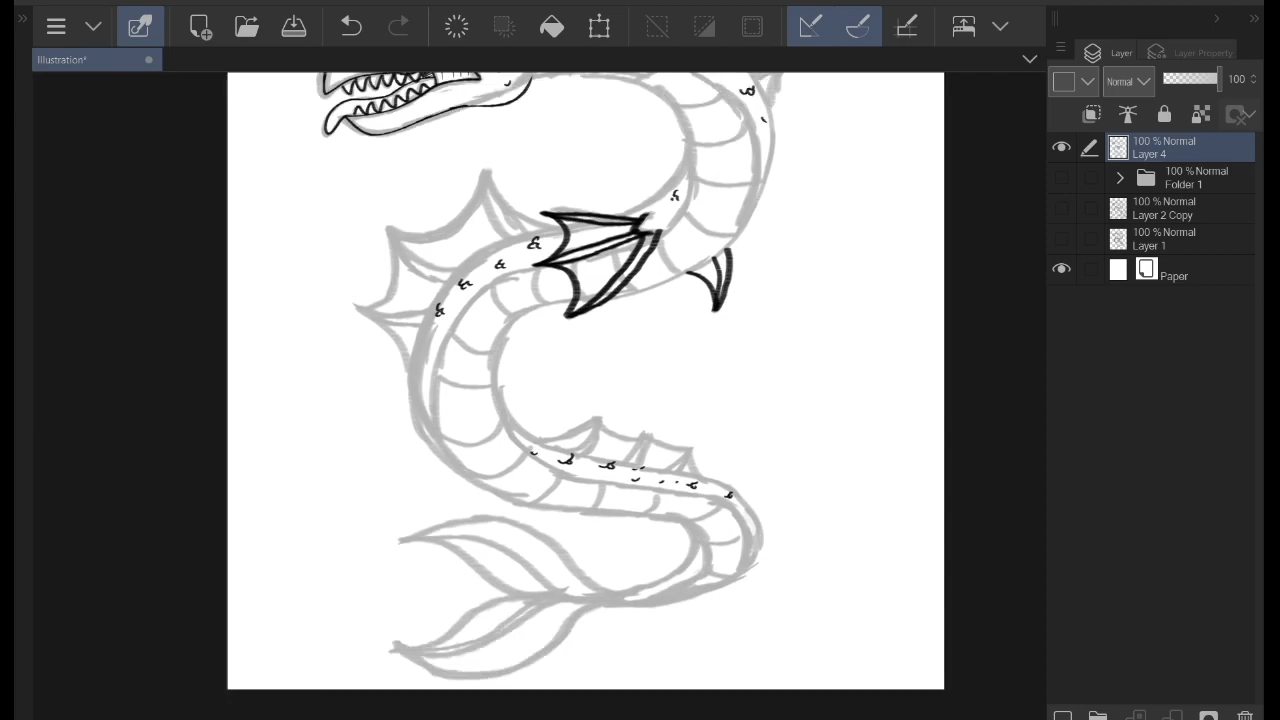 Illustration*
Layer
Layer Property
Normal
100
100 % Normal
Layer 4
100 % Normal
Folder 1
100 % Normal
Layer 2 Copy
100 % Normal
Layer 1
Paper